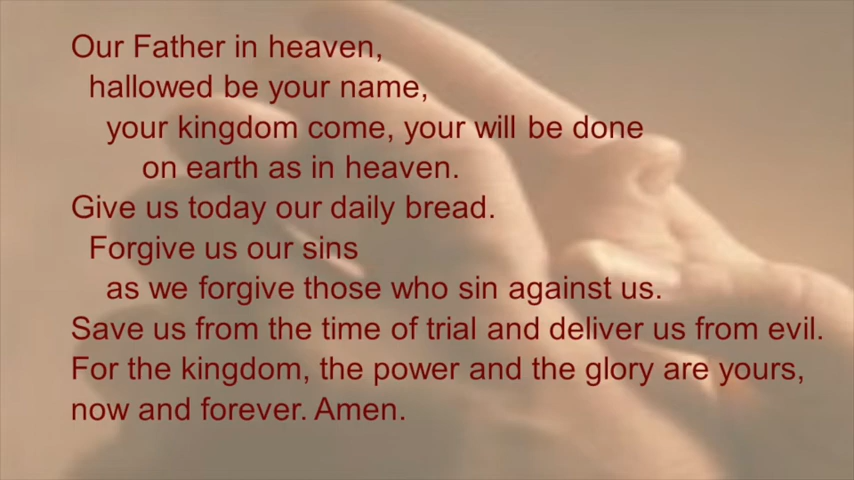 Our Father in heaven,
hallowed be your name,
your kingdom come, your will be done
on earth as in heaven.
Give us today our daily bread.
Forgive us our sins
as we forgive those who sin against us.
Save us from the time of trial and deliver us from evil.
For the kingdom, the power and the glory are yours,
now and forever. Amen.